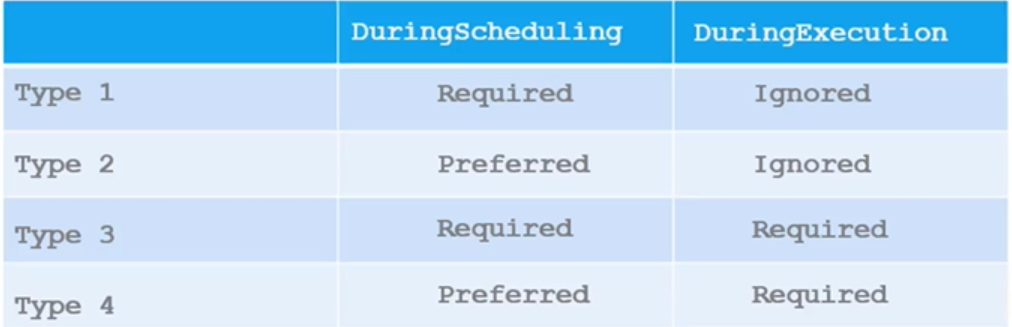 DuringScheduling DuringExecution
Type 1 Required Ignored
Type 2 Preferred Ignored
Type 3 Required Required
Type 4 Preferred Required